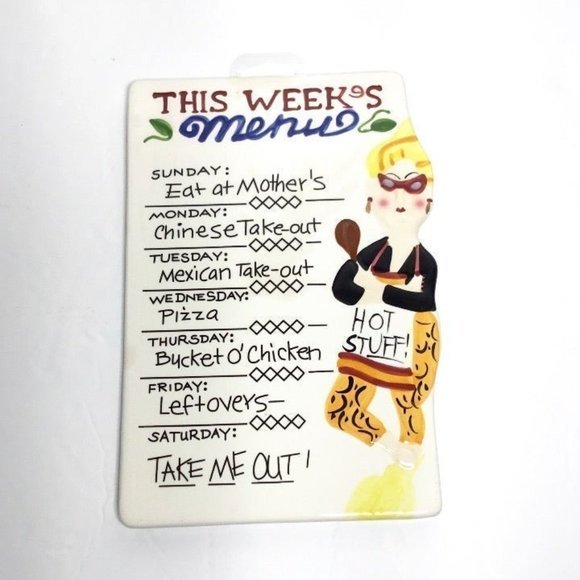 THIS WEEK'S
menu
SUNDAY:
Eat at Mother's
MONDAY:
Chinese Take-out
TUESDAY:
Mexican Take-out
WEDNESDAY:
Pizza
THURSDAY:
Bucket O' Chicken
FRIDAY:
Leftovers—
SATURDAY:
TAKE ME OUT!
HOT
STUFF!